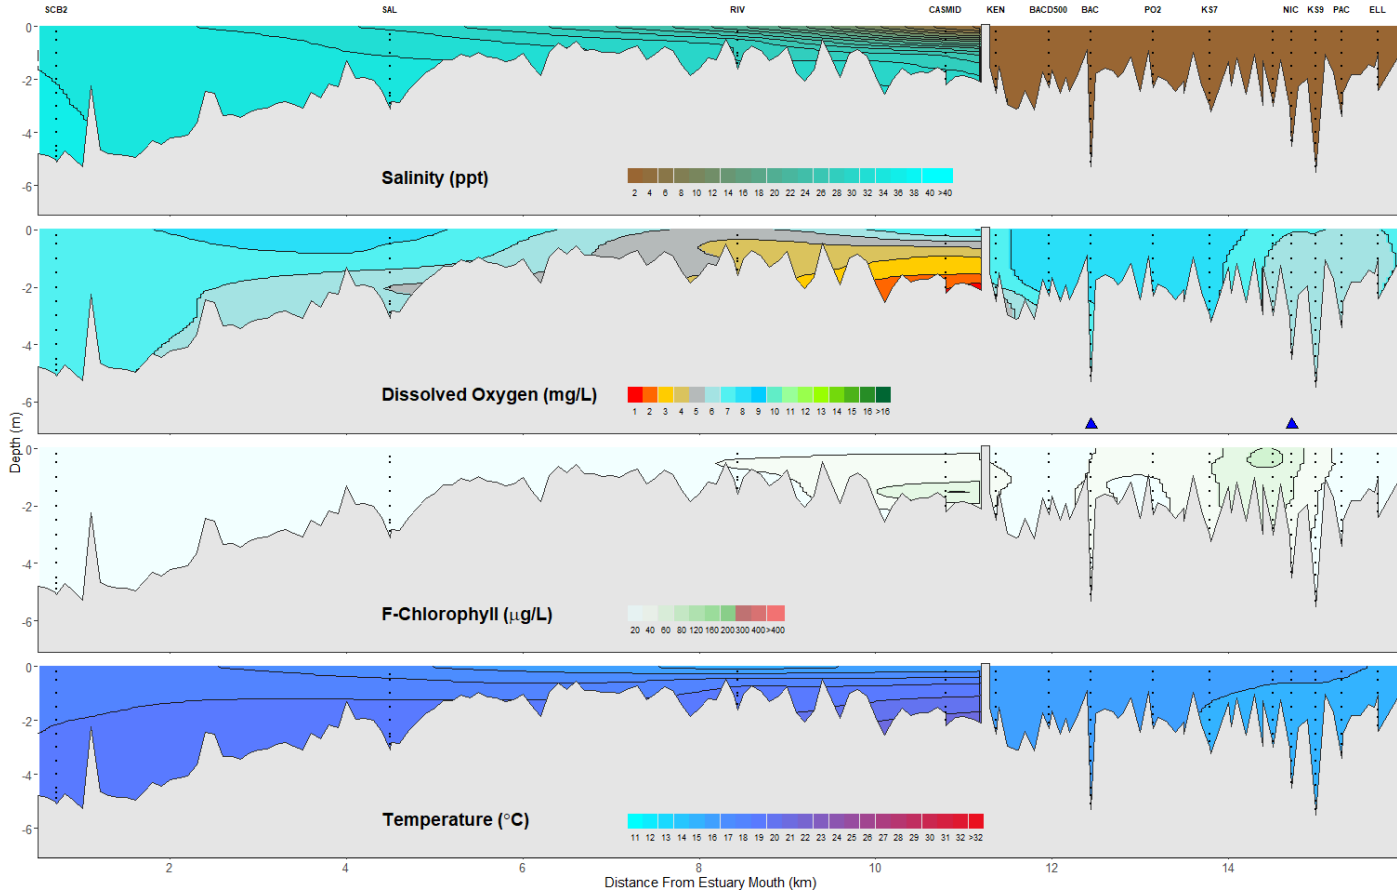 SCB2 SAL RIV CASMID KEN BACD500 BAC PO2 KS7 NIC KS9 PAC ELL
0
-2
-4
-6
Salinity (ppt)
2 4 6 8 10 12 14 16 18 20 22 24 26 28 30 32 34 36 38 40 >40
0
-2
-4
-6
Dissolved Oxygen (mg/L)
1 2 3 4 5 6 7 8 9 10 11 12 13 14 15 16 >16
Depth (m)
0
-2
-4
-6
F-Chlorophyll (μg/L)
20 40 60 80 120 160 200 300 400 >400
0
-2
-4
-6
Temperature (°C)
11 12 13 14 15 16 17 18 19 20 21 22 23 24 25 26 27 28 29 30 31 32 >32
2 4 6 8 10 12 14
Distance From Estuary Mouth (km)